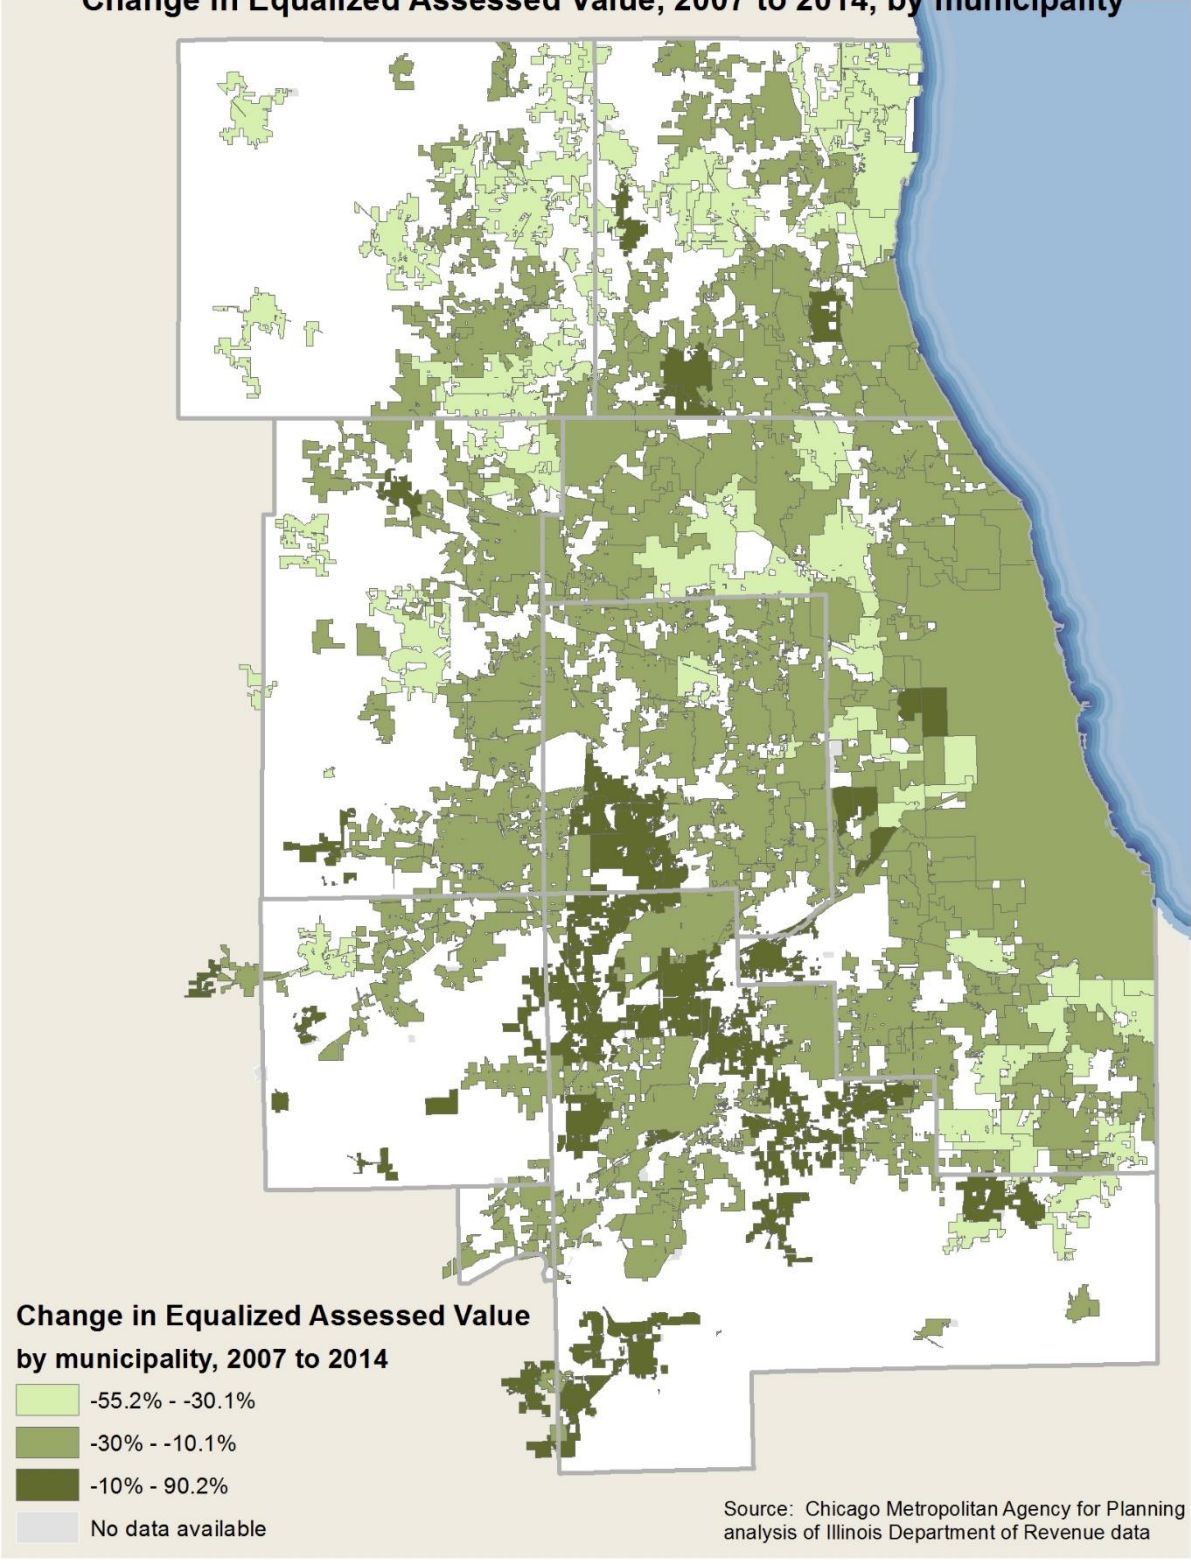 Change in Equalized Assessed Value, 2007 to 2014, by municipality
Change in Equalized Assessed Value
by municipality, 2007 to 2014
-55.2% - -30.1%
-30% - -10.1%
-10% - 90.2%
No data available
Source: Chicago Metropolitan Agency for Planning
analysis of Illinois Department of Revenue data